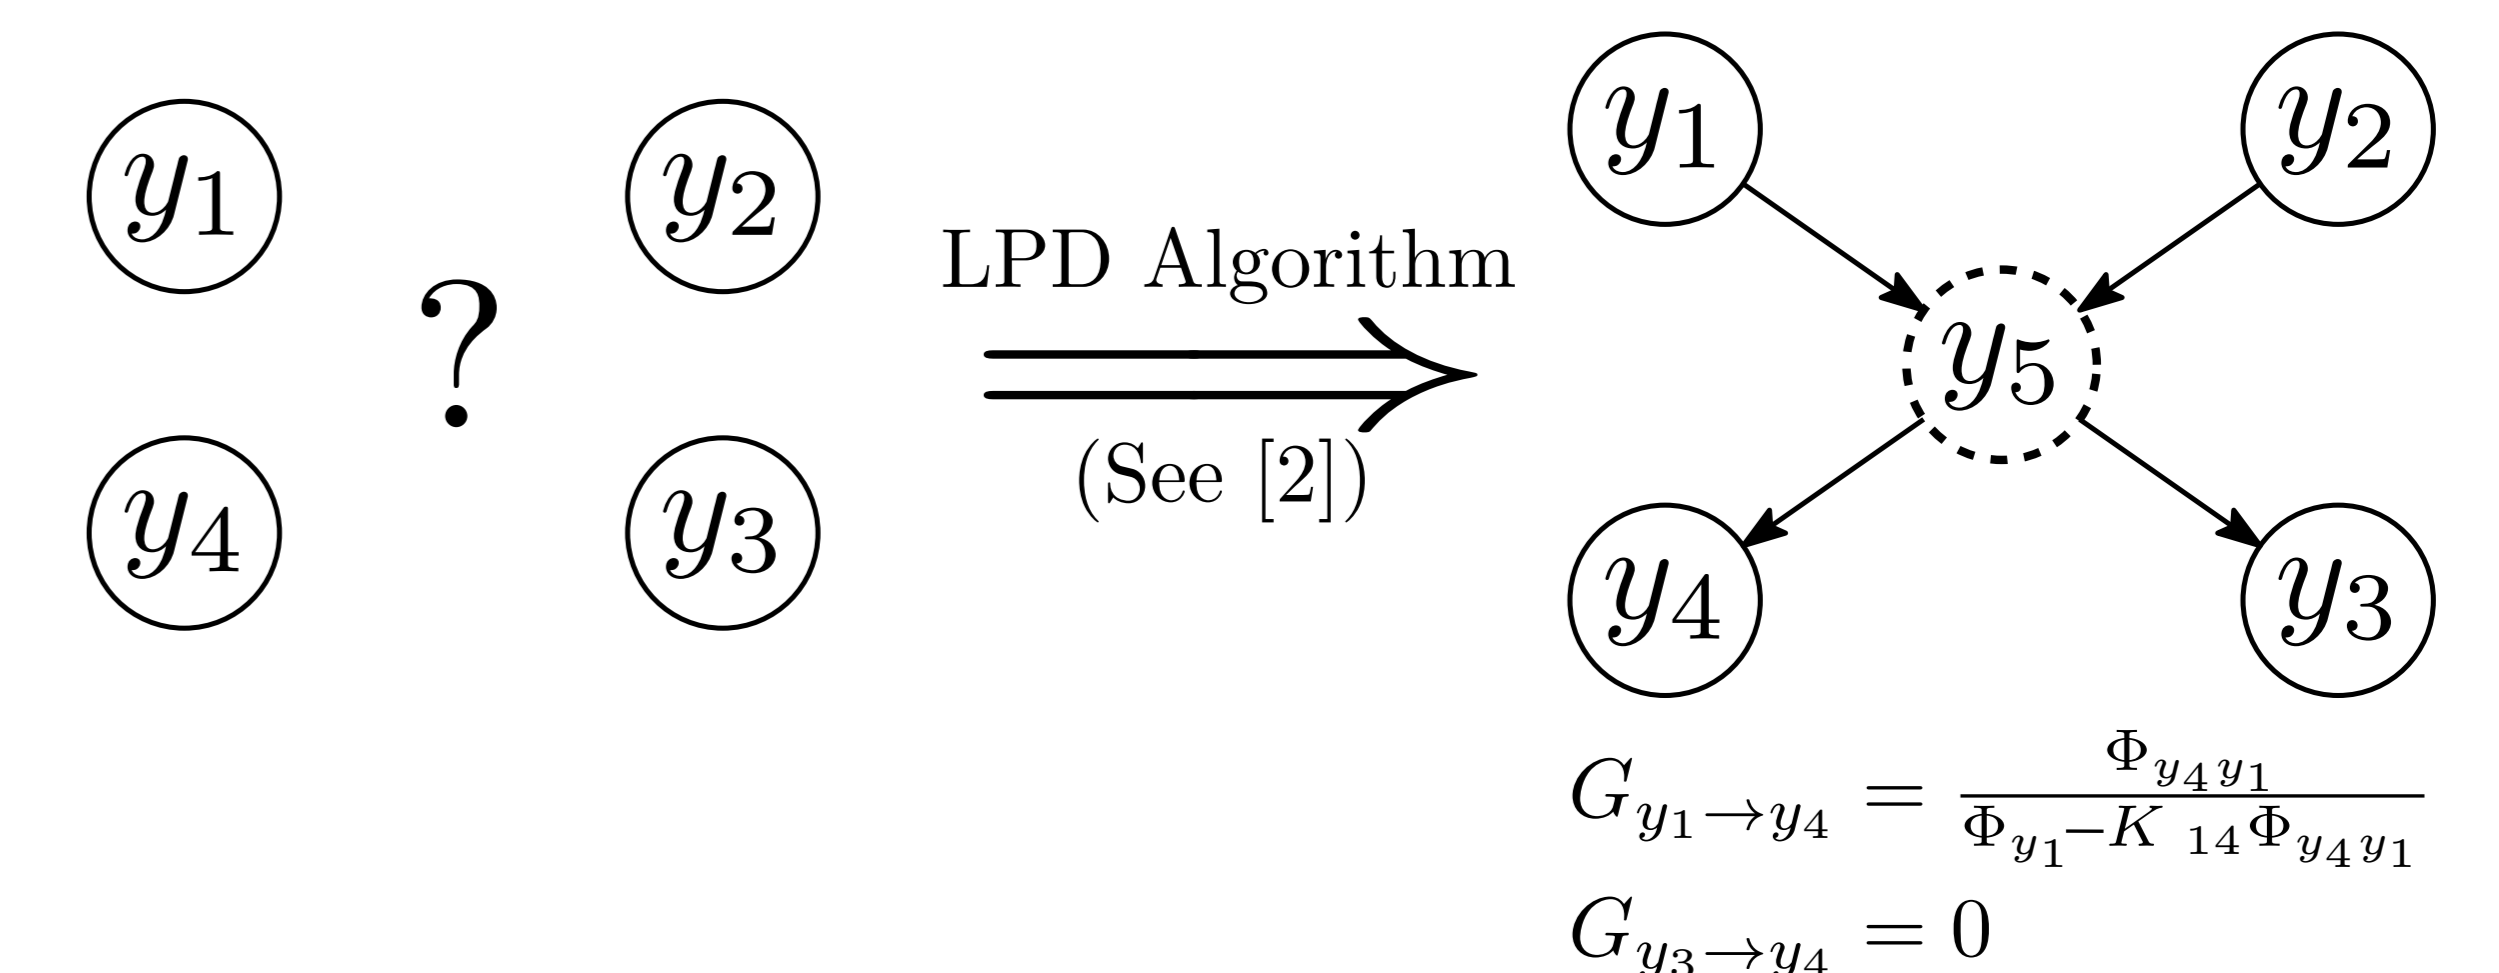 y₁ y₂
?
y₄ y₃
LPD Algorithm
⟹
(See [2])
y₁ y₂
y₅
y₄ y₃
G_{y₁→y₄} = \frac{Φ_{y₄y₁}}{Φ_{y₁}−K_{14}Φ_{y₄y₁}}
G_{y₃→y₄} = 0